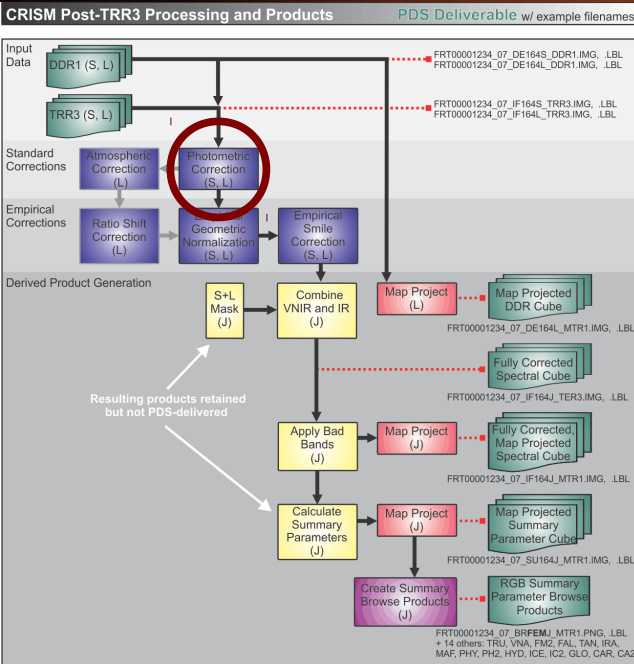 CRISM Post-TRR3 Processing and Products
PDS Deliverable w/ example filenames
Input
Data
DDR1 (S, L)
FRT00001234_07_DE164S_DDR1.IMG, .LBL
FRT00001234_07_DE164L_DDR1.IMG, .LBL
TRR3 (S, L)
FRT00001234_07_IF164S_TRR3.IMG, .LBL
FRT00001234_07_IF164L_TRR3.IMG, .LBL
I
Standard
Corrections
Atmospheric
Correction
(L)
Photometric
Correction
(S, L)
Empirical
Corrections
Ratio Shift
Correction
(L)
Geometric
Normalization
(S, L)
I
Empirical
Smile
Correction
(S, L)
Derived Product Generation
S+L
Mask
(J)
Combine
VNIR and IR
(J)
Map Project
(L)
Map Projected
DDR Cube
FRT00001234_07_DE164L_MTR1.IMG, .LBL
Fully Corrected
Spectral Cube
FRT00001234_07_IF164J_TER3.IMG, .LBL
Resulting products retained
but not PDS-delivered
Apply Bad
Bands
(J)
Map Project
(J)
Fully Corrected,
Map Projected
Spectral Cube
FRT00001234_07_IF164J_MTR1.IMG, .LBL
Calculate
Summary
Parameters
(J)
Map Project
(J)
Map Projected
Summary
Parameter Cube
FRT00001234_07_SU164J_MTR1.IMG, .LBL
Create Summary
Browse Products
(J)
RGB Summary
Parameter Browse
Products
FRT00001234_07_BRFEMJ_MTR1.PNG, .LBL
+ 14 others: TRU, VNA, FM2, FAL, TAN, IRA,
MAF, PHY, PH2, HYD, ICE, IC2, GLO, CAR, CA2